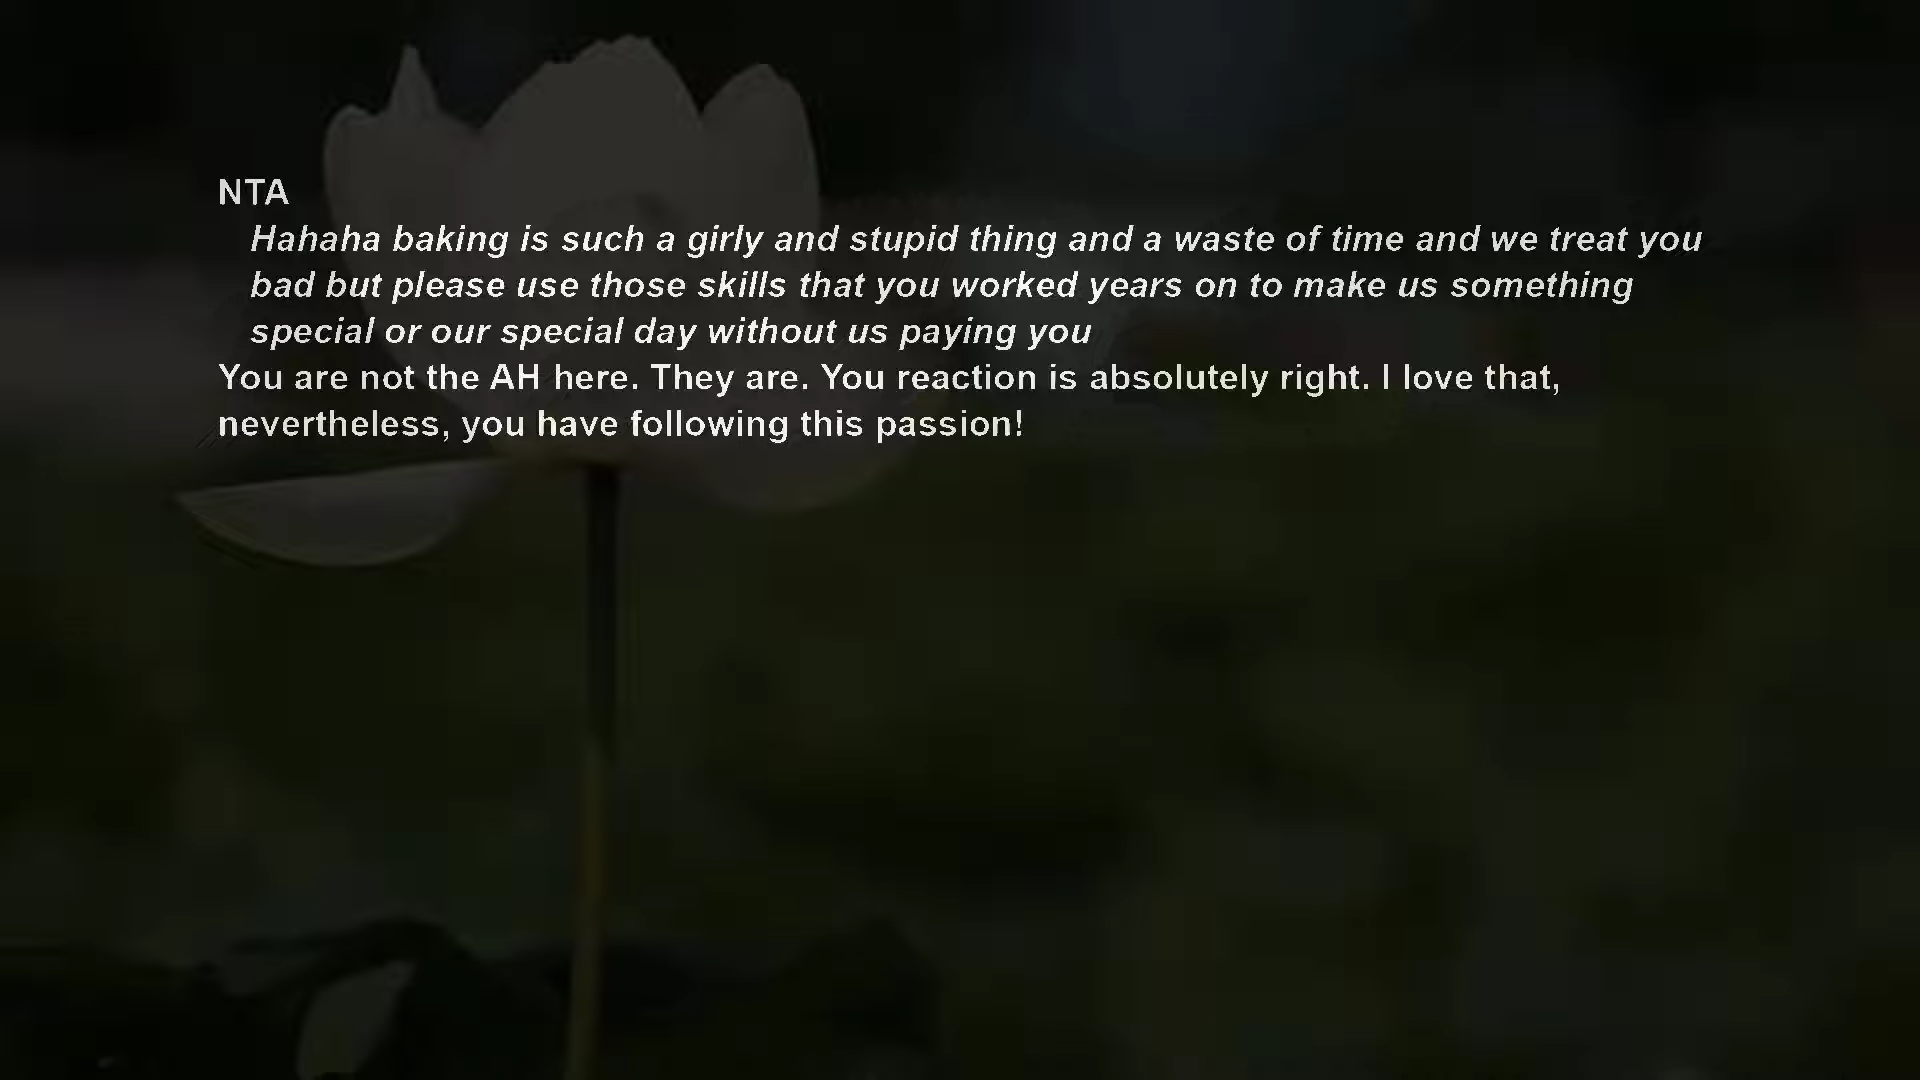 NTA
Hahaha baking is such a girly and stupid thing and a waste of time and we treat you
bad but please use those skills that you worked years on to make us something
special or our special day without us paying you
You are not the AH here. They are. You reaction is absolutely right. I love that,
nevertheless, you have following this passion!